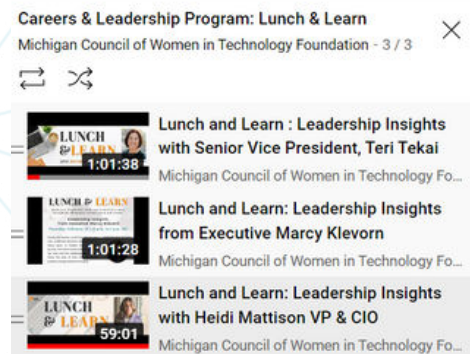 Careers & Leadership Program: Lunch & Learn
Michigan Council of Women in Technology Foundation - 3 / 3
LUNCH
& LEARN
1:01:38
Lunch and Learn : Leadership Insights
with Senior Vice President, Teri Tekai
Michigan Council of Women in Technology Fo...
LUNCH & LEARN
1:01:28
Lunch and Learn: Leadership Insights
from Executive Marcy Klevorn
Michigan Council of Women in Technology Fo...
LUNCH
& LEARN
59:01
Lunch and Learn: Leadership Insights
with Heidi Mattison VP & CIO
Michigan Council of Women in Technology Fo...